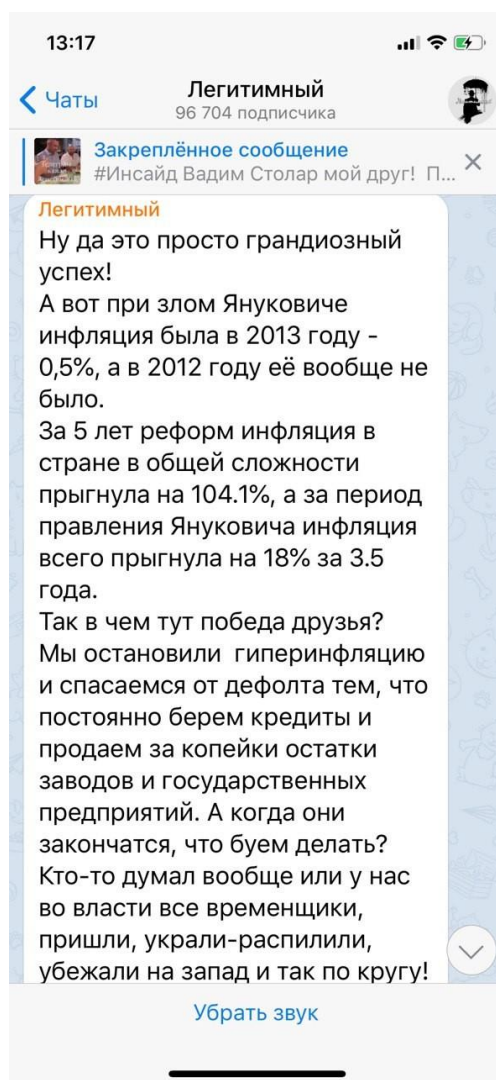 13:17
Чаты
Легитимный
96 704 подписчика
Закреплённое сообщение
#Инсайд Вадим Столар мой друг! П...
Легитимный
Ну да это просто грандиозный
успех!
А вот при злом Януковиче
инфляция была в 2013 году -
0,5%, а в 2012 году её вообще не
было.
За 5 лет реформ инфляция в
стране в общей сложности
прыгнула на 104.1%, а за период
правления Януковича инфляция
всего прыгнула на 18% за 3.5
года.
Так в чем тут победа друзья?
Мы остановили гиперинфляцию
и спасаемся от дефолта тем, что
постоянно берем кредиты и
продаем за копейки остатки
заводов и государственных
предприятий. А когда они
закончатся, что буем делать?
Кто-то думал вообще или у нас
во власти все временщики,
пришли, украли-распилили,
убежали на запад и так по кругу!
Убрать звук